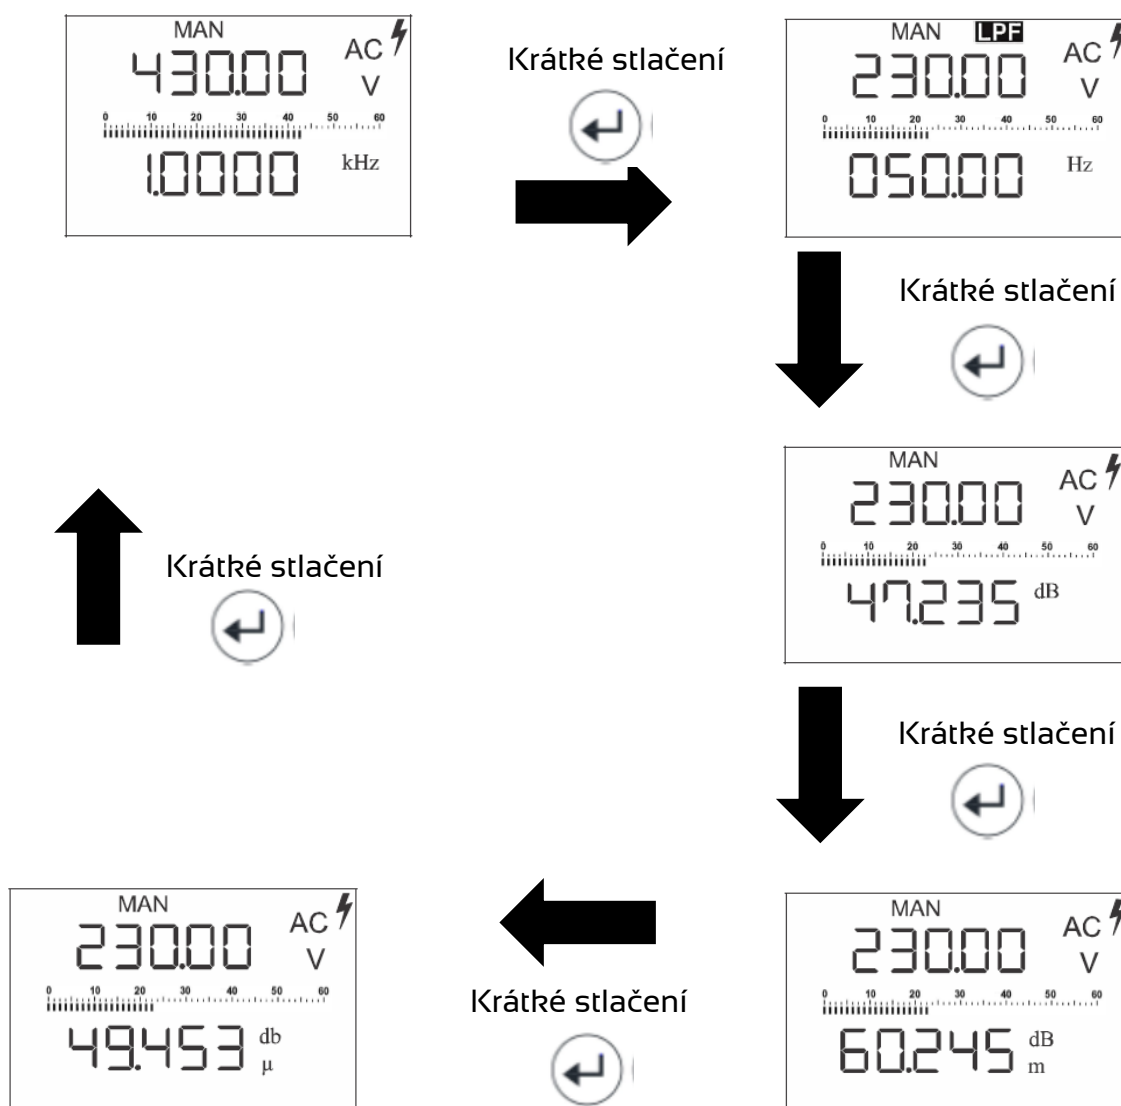 MAN
430.00
AC
V
0 10 20 30 40 50 60
1.0000
kHz
Krátké stlačení
MAN LPF
230.00
AC
V
0 10 20 30 40 50 60
050.00
Hz
Krátké stlačení
MAN
230.00
AC
V
0 10 20 30 40 50 60
47.235
dB
Krátké stlačení
MAN
230.00
AC
V
0 10 20 30 40 50 60
60.245
dB
m
Krátké stlačení
MAN
230.00
AC
V
0 10 20 30 40 50 60
49.453
db
µ
Krátké stlačení